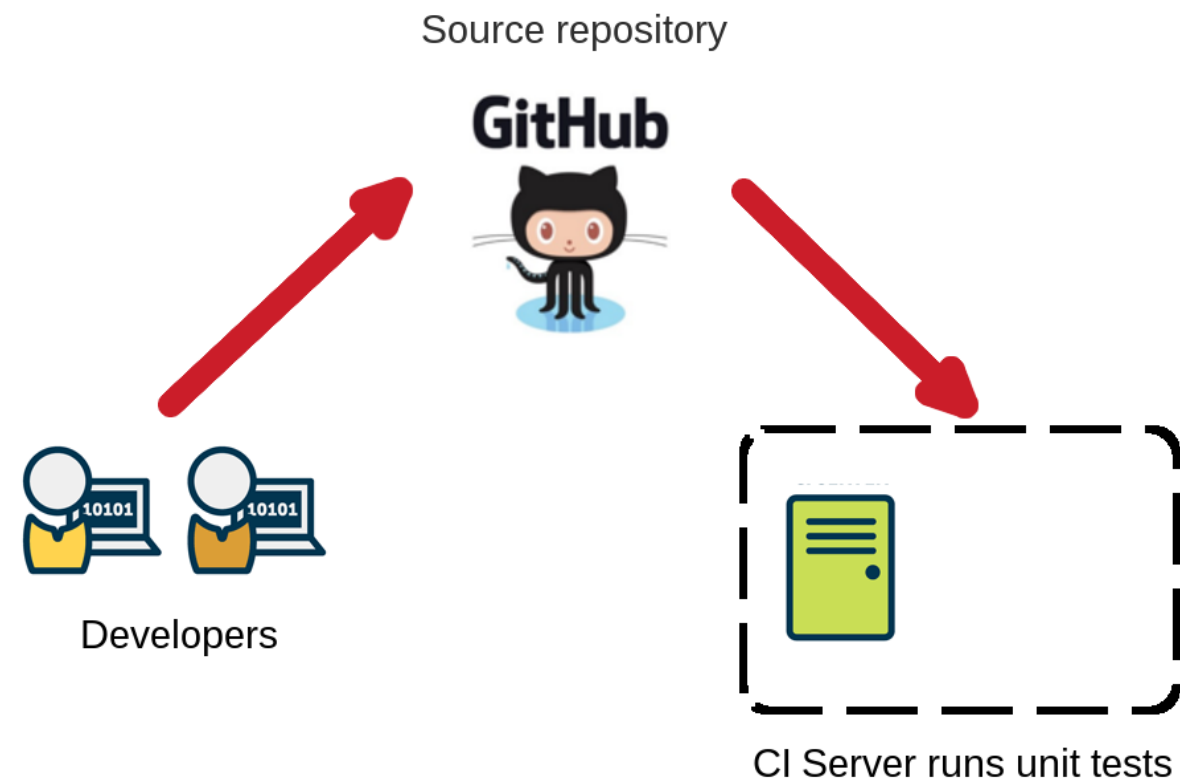 Source repository
GitHub
10101
10101
Developers
CI Server runs unit tests